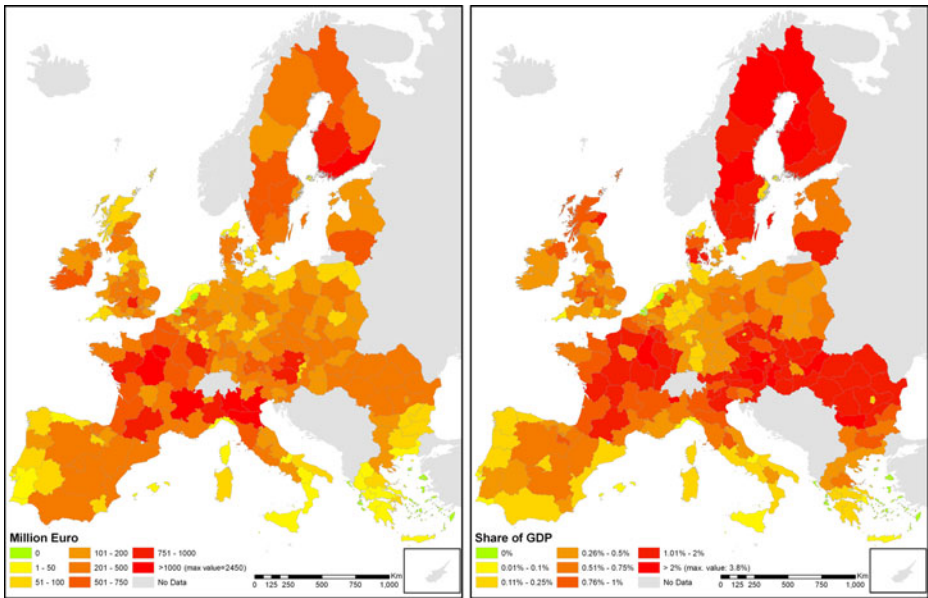 Million Euro
0
101 - 200
751 - 1000
1 - 50
201 - 500
>1000 (max value=2450)
51 - 100
501 - 750
No Data
Km
0 125 250 500 750 1,000
Share of GDP
0%
0.26% - 0.5%
1.01% - 2%
0.01% - 0.1%
0.51% - 0.75%
> 2% (max. value: 3.8%)
0.11% - 0.25%
0.76% - 1%
No Data
Km
0 125 250 500 750 1,000